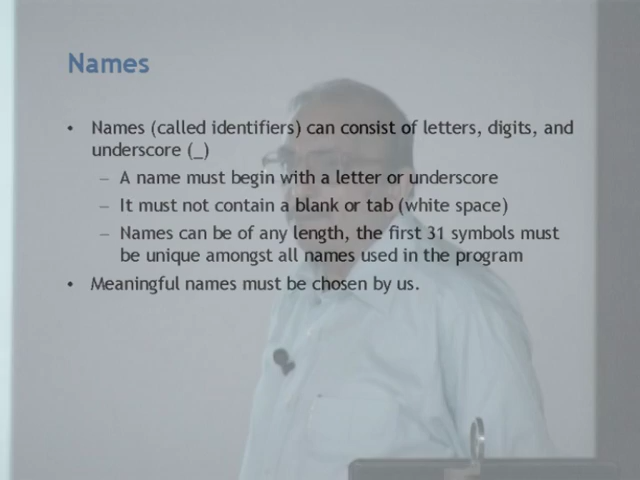 Names
• Names (called identifiers) can consist of letters, digits, and
underscore (_)
– A name must begin with a letter or underscore
– It must not contain a blank or tab (white space)
– Names can be of any length, the first 31 symbols must
be unique amongst all names used in the program
• Meaningful names must be chosen by us.